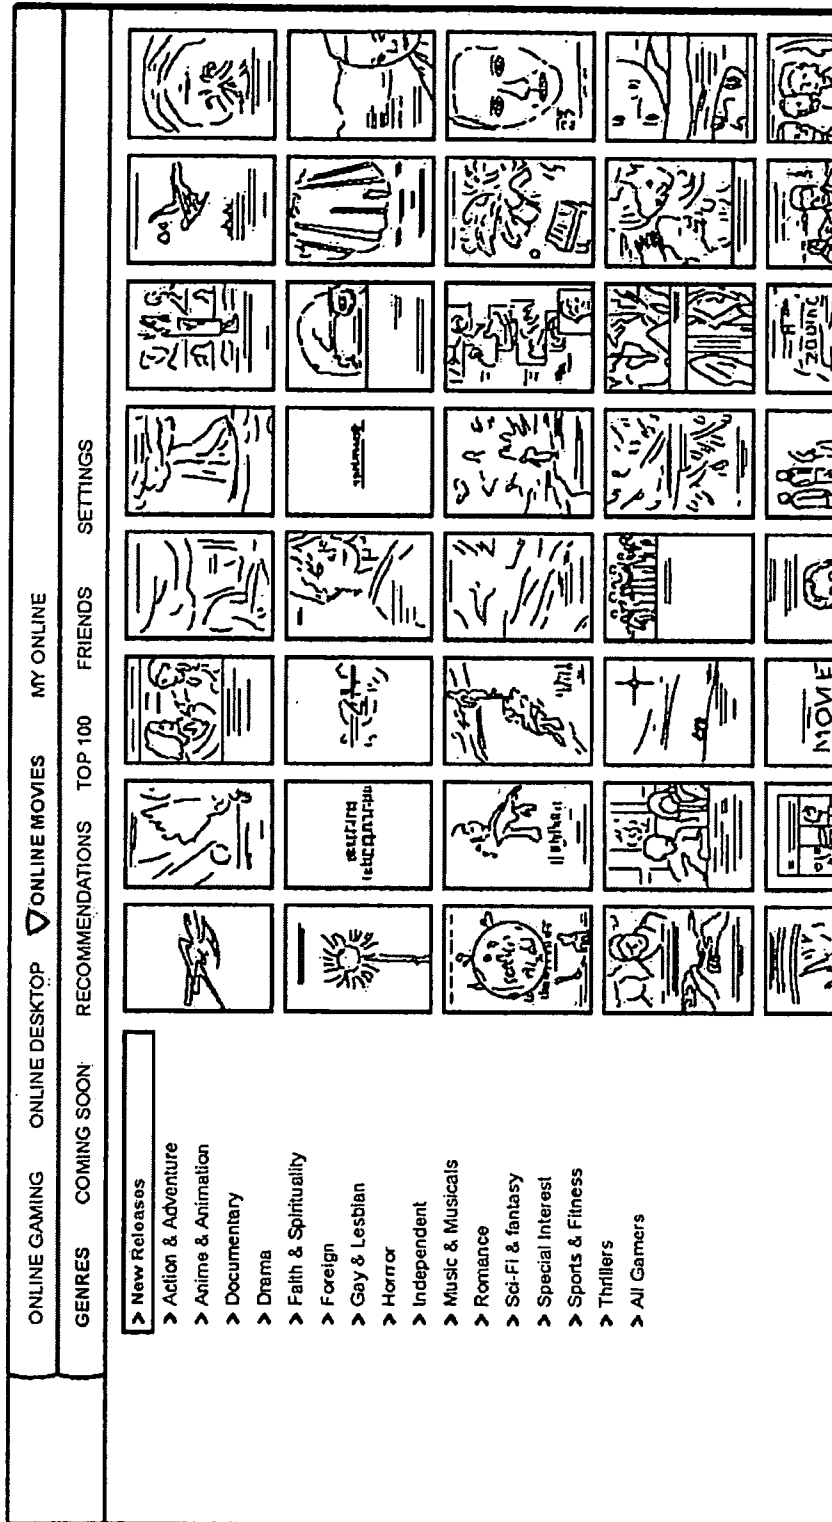 ONLINE GAMING ONLINE DESKTOP ONLINE MOVIES MY ONLINE
GENRES COMING SOON RECOMMENDATIONS TOP 100 FRIENDS SETTINGS
> New Releases
> Action & Adventure
> Anime & Animation
> Documentary
> Drama
> Faith & Spirituality
> Foreign
> Gay & Lesbian
> Horrror
> Independent
> Music & Musicals
> Romance
> Sci-Fi & fantasy
> Special Interest
> Sports & Fitness
> Thrillers
> All Gamers
MOVIE
ZODIAC